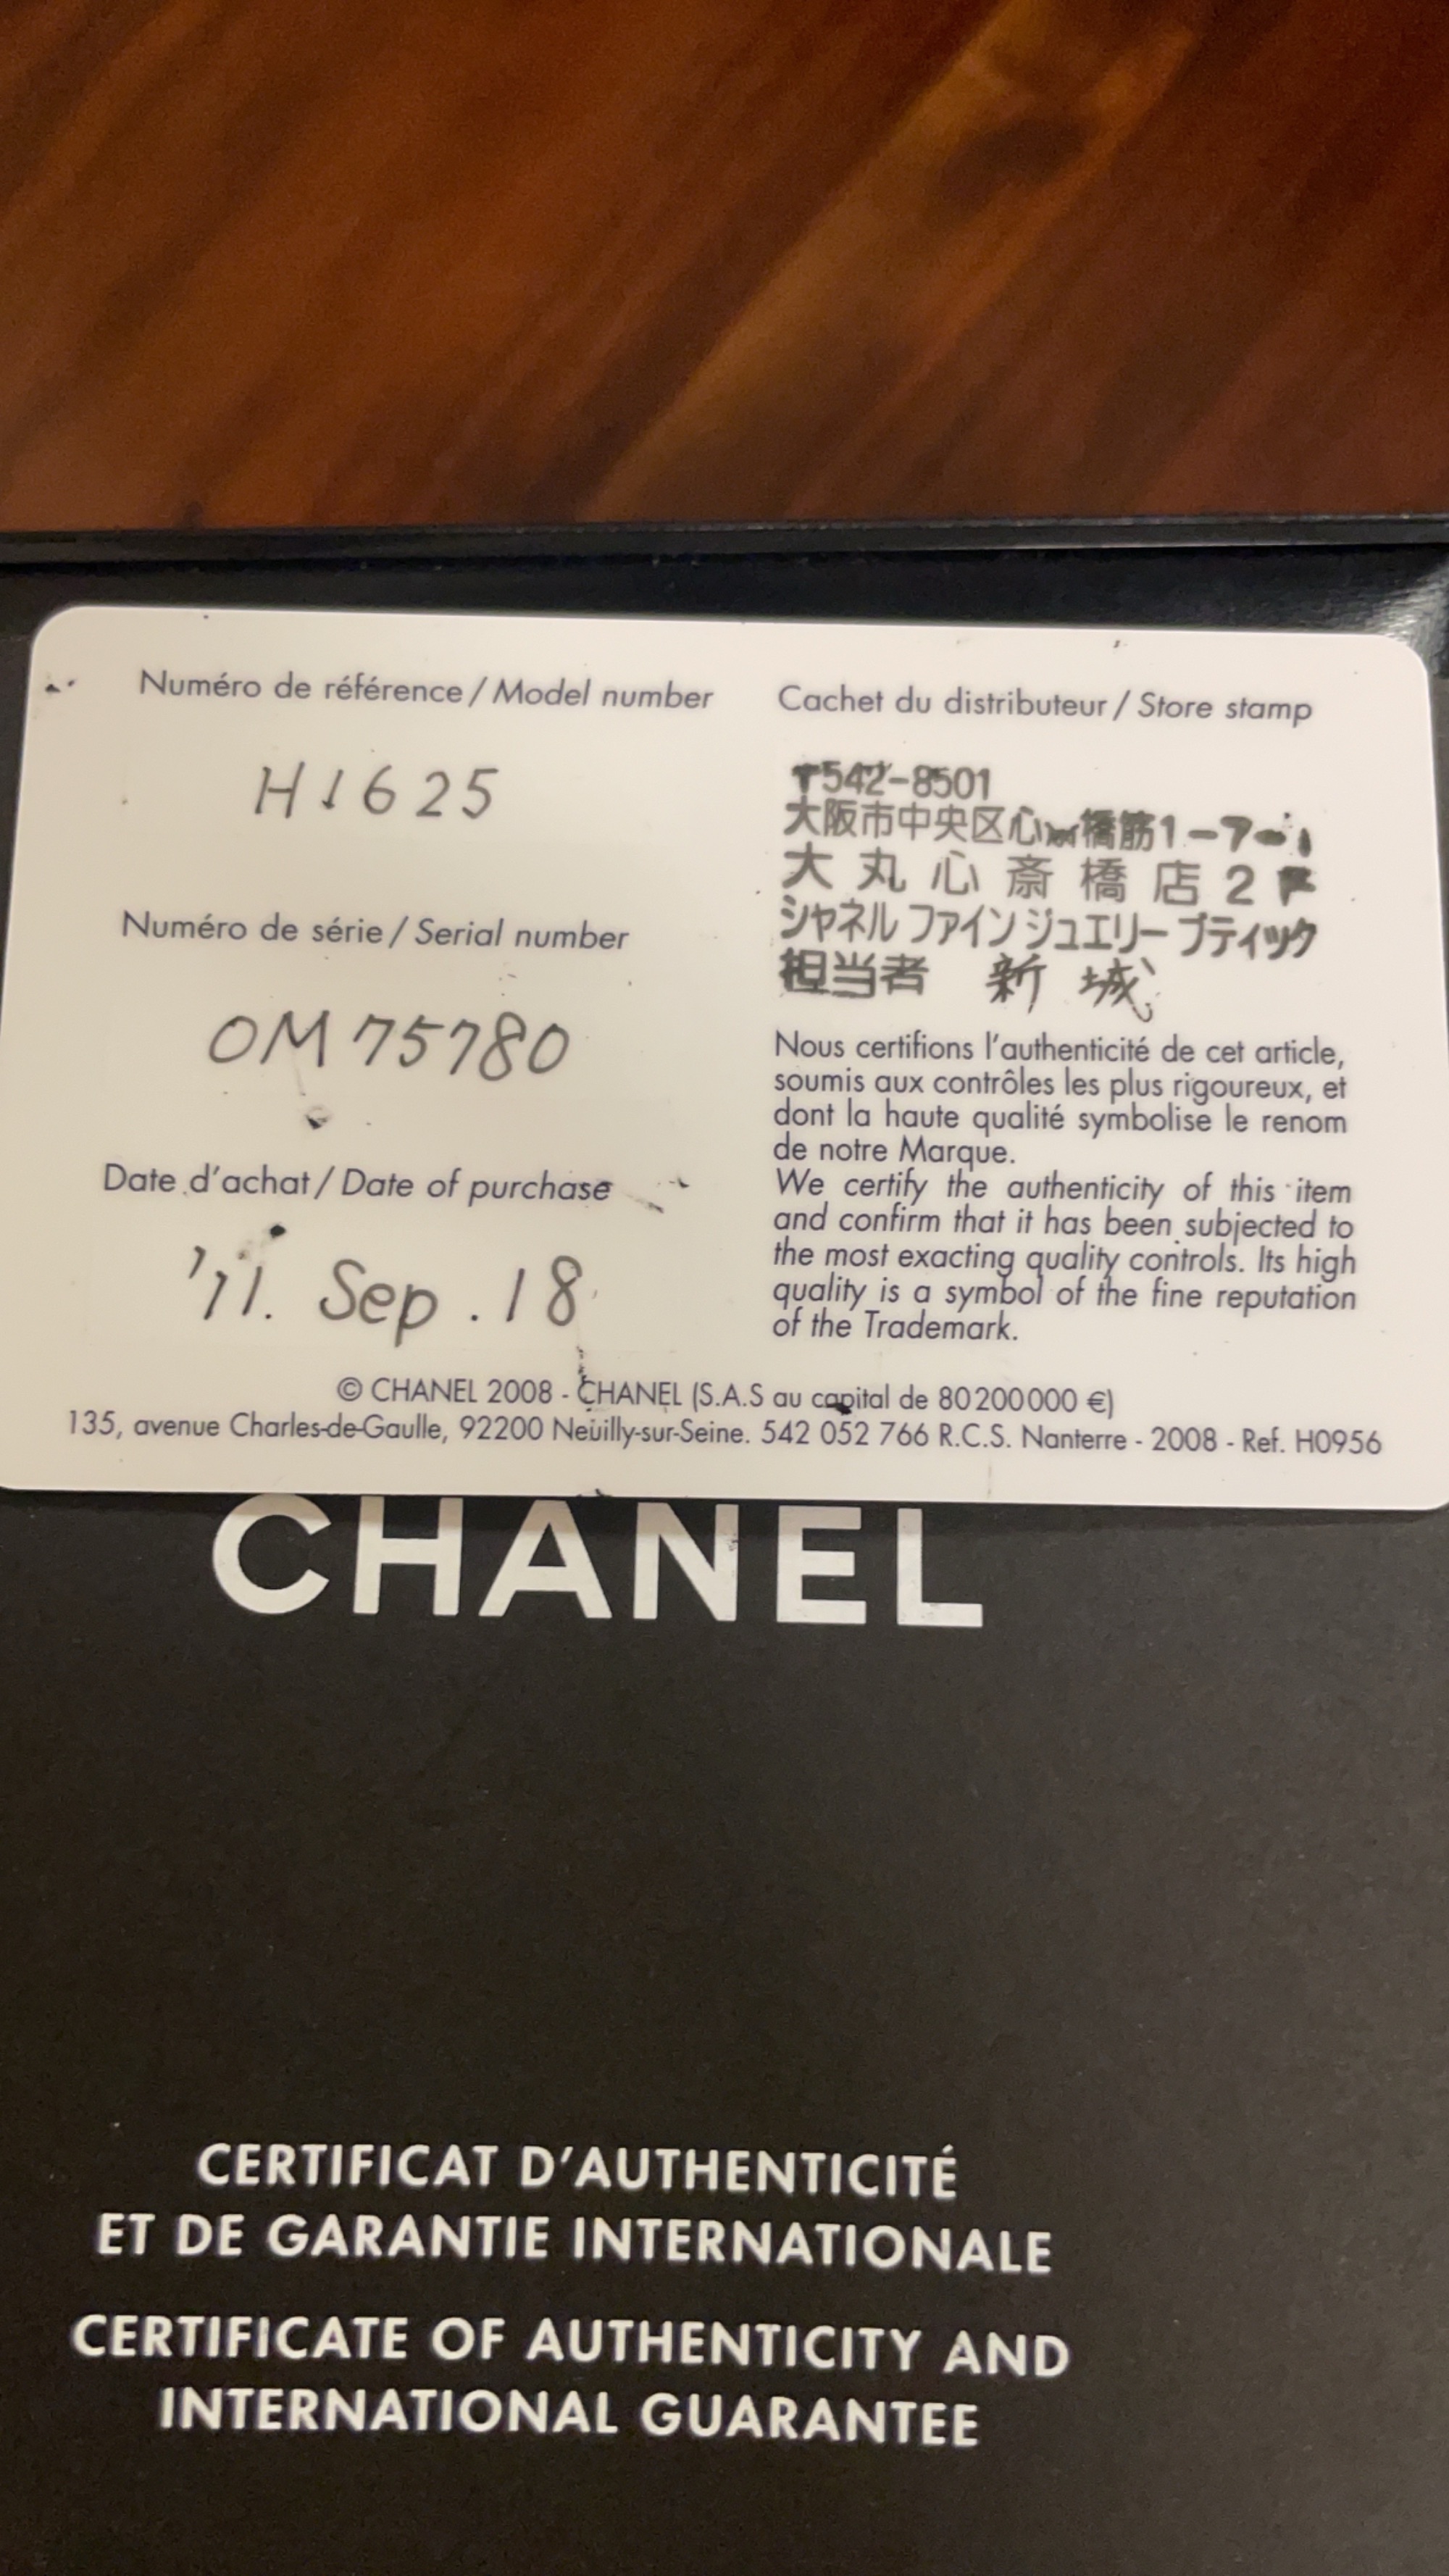 Numéro de référence / Model number
H1625
Numéro de série / Serial number
OM75780
Date d'achat / Date of purchase
'11. Sep. 18
Cachet du distributeur / Store stamp
〒542-8501
大阪市中央区心 橋筋1-7-1
大丸心斎橋店2F
シャネル ファインジュエリー ブティック
担当者 新城
Nous certifions l'authenticité de cet article,
soumis aux contrôles les plus rigoureux, et
dont la haute qualité symbolise le renom
de notre Marque.
We certify the authenticity of this item
and confirm that it has been subjected to
the most exacting quality controls. Its high
quality is a symbol of the fine reputation
of the Trademark.
© CHANEL 2008 - CHANEL (S.A.S au capital de 80 200 000 €)
135, avenue Charles-de-Gaulle, 92200 Neuilly-sur-Seine. 542 052 766 R.C.S. Nanterre - 2008 - Ref. H0956
CHANEL
CERTIFICAT D'AUTHENTICITÉ
ET DE GARANTIE INTERNATIONALE
CERTIFICATE OF AUTHENTICITY AND
INTERNATIONAL GUARANTEE